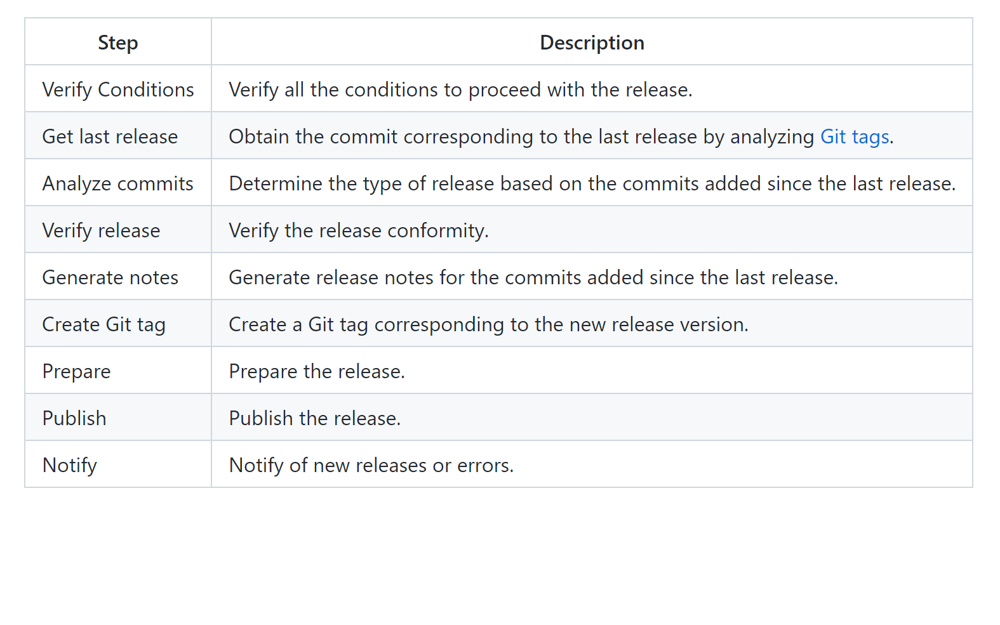 Step Description
Verify Conditions Verify all the conditions to proceed with the release.
Get last release Obtain the commit corresponding to the last release by analyzing Git tags.
Analyze commits Determine the type of release based on the commits added since the last release.
Verify release Verify the release conformity.
Generate notes Generate release notes for the commits added since the last release.
Create Git tag Create a Git tag corresponding to the new release version.
Prepare Prepare the release.
Publish Publish the release.
Notify Notify of new releases or errors.